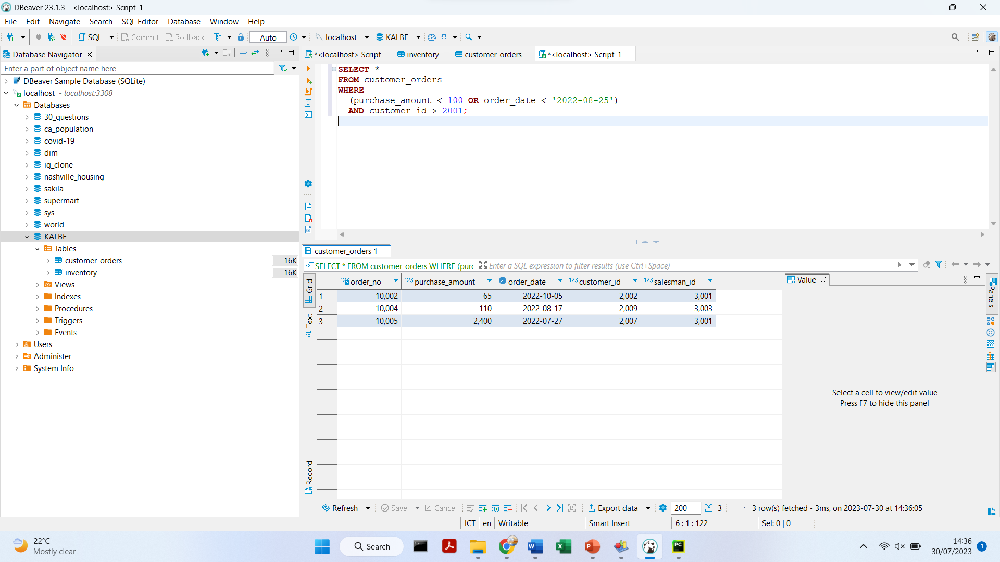 DBeaver 23.1.3 - <localhost> Script-1
File Edit Navigate Search SQL Editor Database Window Help
SQL Commit Rollback Auto localhost KALBE
Database Navigator
Enter a part of object name here
DBeaver Sample Database (SQLite)
localhost - localhost:3308
Databases
30_questions
ca_population
covid-19
dim
ig_clone
nashville_housing
sakila
supermart
sys
world
KALBE
Tables
customer_orders 16K
inventory 16K
Views
Indexes
Procedures
Triggers
Events
Users
Administer
System Info
*<localhost> Script inventory customer_orders *<localhost> Script-1
SELECT *
FROM customer_orders
WHERE
(purchase_amount < 100 OR order_date < '2022-08-25')
AND customer_id > 2001;
customer_orders 1
SELECT * FROM customer_orders WHERE (purc Enter a SQL expression to filter results (use Ctrl+Space)
Grid
Text
Record
123 order_no 123 purchase_amount order_date 123 customer_id 123 salesman_id
1 10,002 65 2022-10-05 2,002 3,001
2 10,004 110 2022-08-17 2,009 3,003
3 10,005 2,400 2022-07-27 2,007 3,001
Value
Panels
Select a cell to view/edit value
Press F7 to hide this panel
Refresh Save Cancel Export data 200 3 3 row(s) fetched - 3ms, on 2023-07-30 at 14:36:05
ICT en Writable Smart Insert 6 : 1 : 122 Sel: 0 | 0
22°C
Mostly clear
Search
14:36
30/07/2023
1